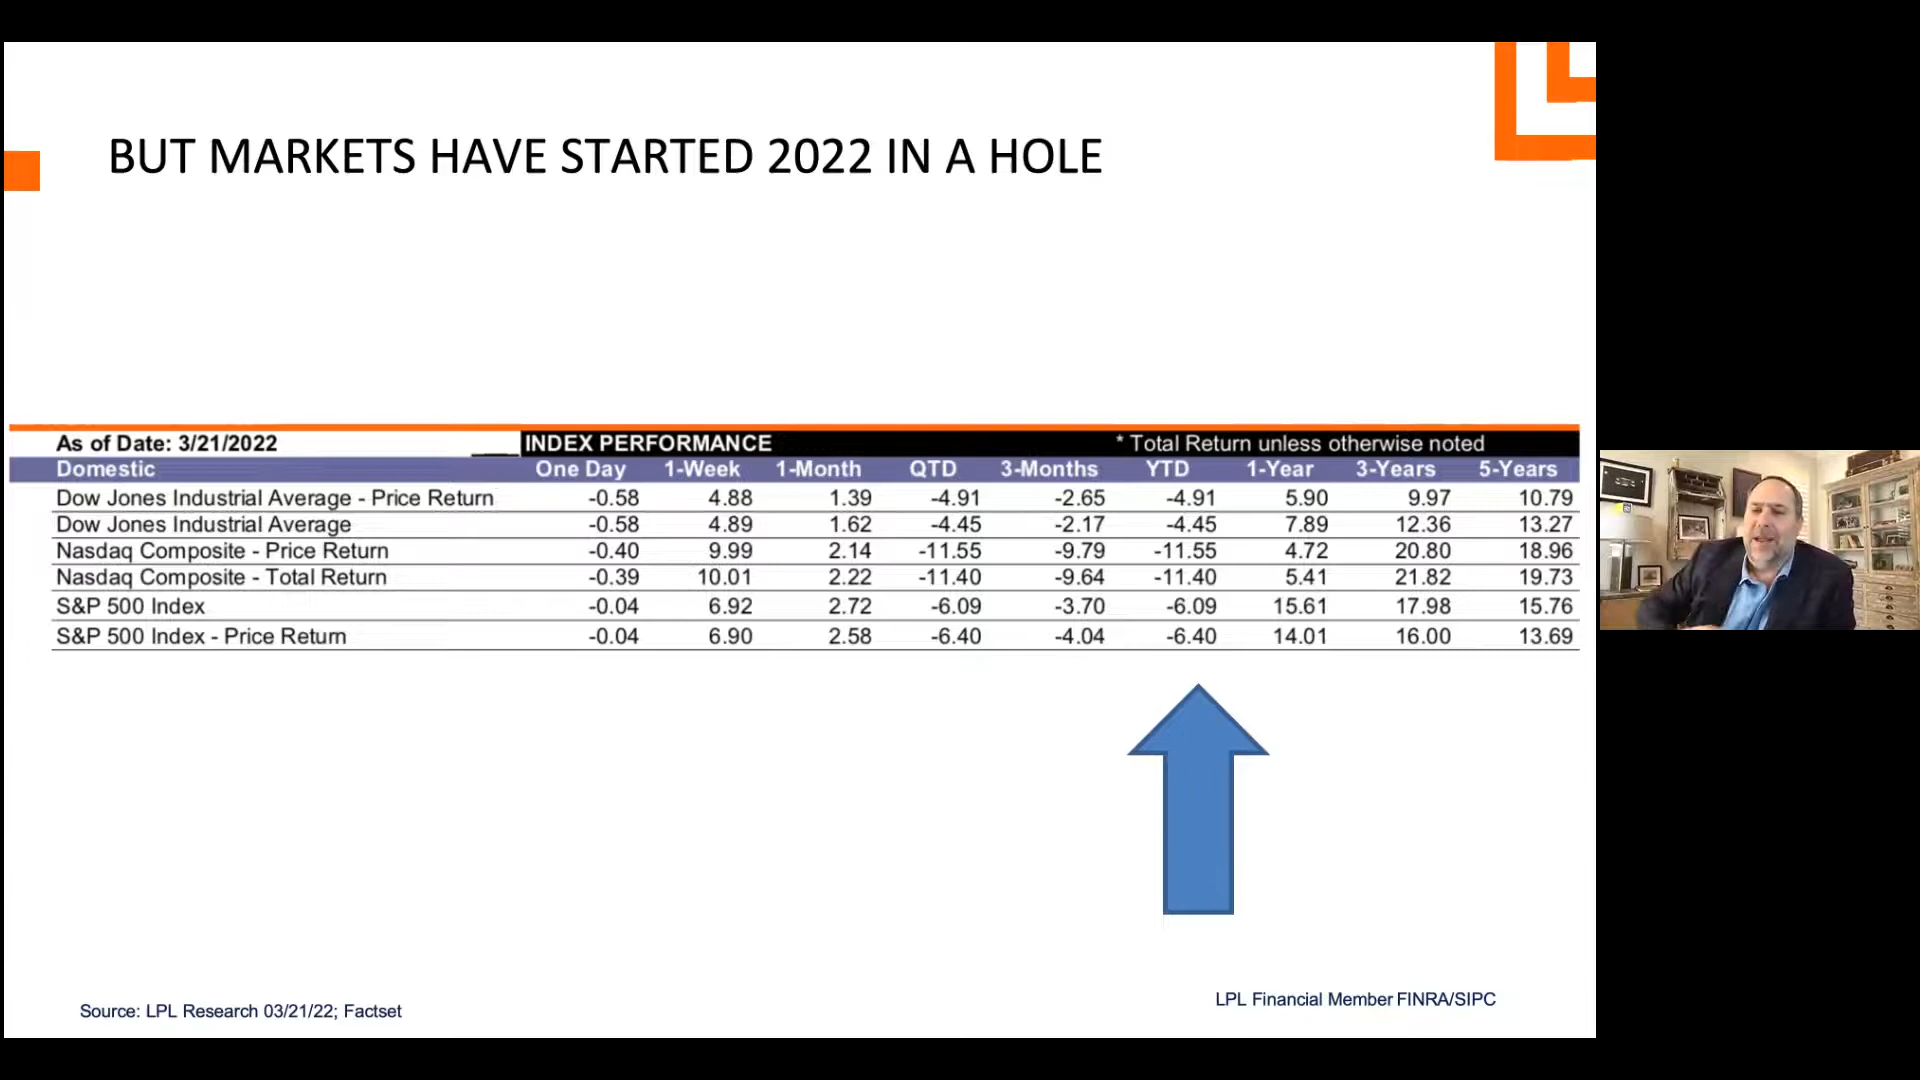 BUT MARKETS HAVE STARTED 2022 IN A HOLE
As of Date: 3/21/2022 INDEX PERFORMANCE * Total Return unless otherwise noted
Domestic One Day 1-Week 1-Month QTD 3-Months YTD 1-Year 3-Years 5-Years
Dow Jones Industrial Average - Price Return -0.58 4.88 1.39 -4.91 -2.65 -4.91 5.90 9.97 10.79
Dow Jones Industrial Average -0.58 4.89 1.62 -4.45 -2.17 -4.45 7.89 12.36 13.27
Nasdaq Composite - Price Return -0.40 9.99 2.14 -11.55 -9.79 -11.55 4.72 20.80 18.96
Nasdaq Composite - Total Return -0.39 10.01 2.22 -11.40 -9.64 -11.40 5.41 21.82 19.73
S&P 500 Index -0.04 6.92 2.72 -6.09 -3.70 -6.09 15.61 17.98 15.76
S&P 500 Index - Price Return -0.04 6.90 2.58 -6.40 -4.04 -6.40 14.01 16.00 13.69
Source: LPL Research 03/21/22; Factset
LPL Financial Member FINRA/SIPC